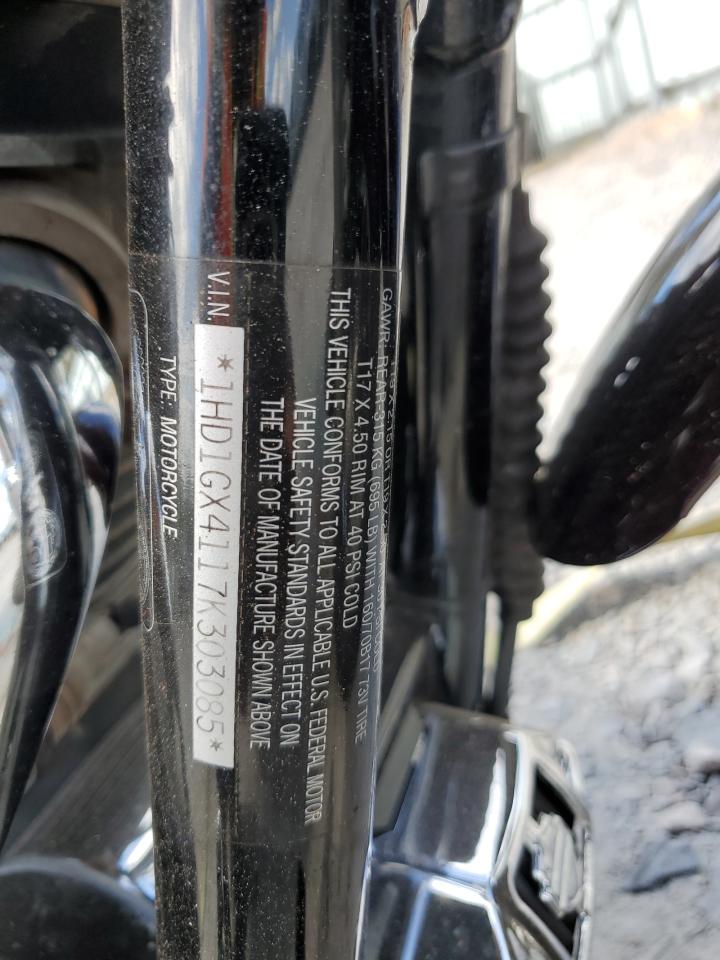 GAWR: REAR-315 KG (695 LB) WITH 160/70B17 73V TIRE
T17 X 4.50 RIM AT 40 PSI COLD
THIS VEHICLE CONFORMS TO ALL APPLICABLE U.S. FEDERAL MOTOR
VEHICLE SAFETY STANDARDS IN EFFECT ON
THE DATE OF MANUFACTURE SHOWN ABOVE
V.I.N. *1HD1GX4117K303085*
TYPE: MOTORCYCLE